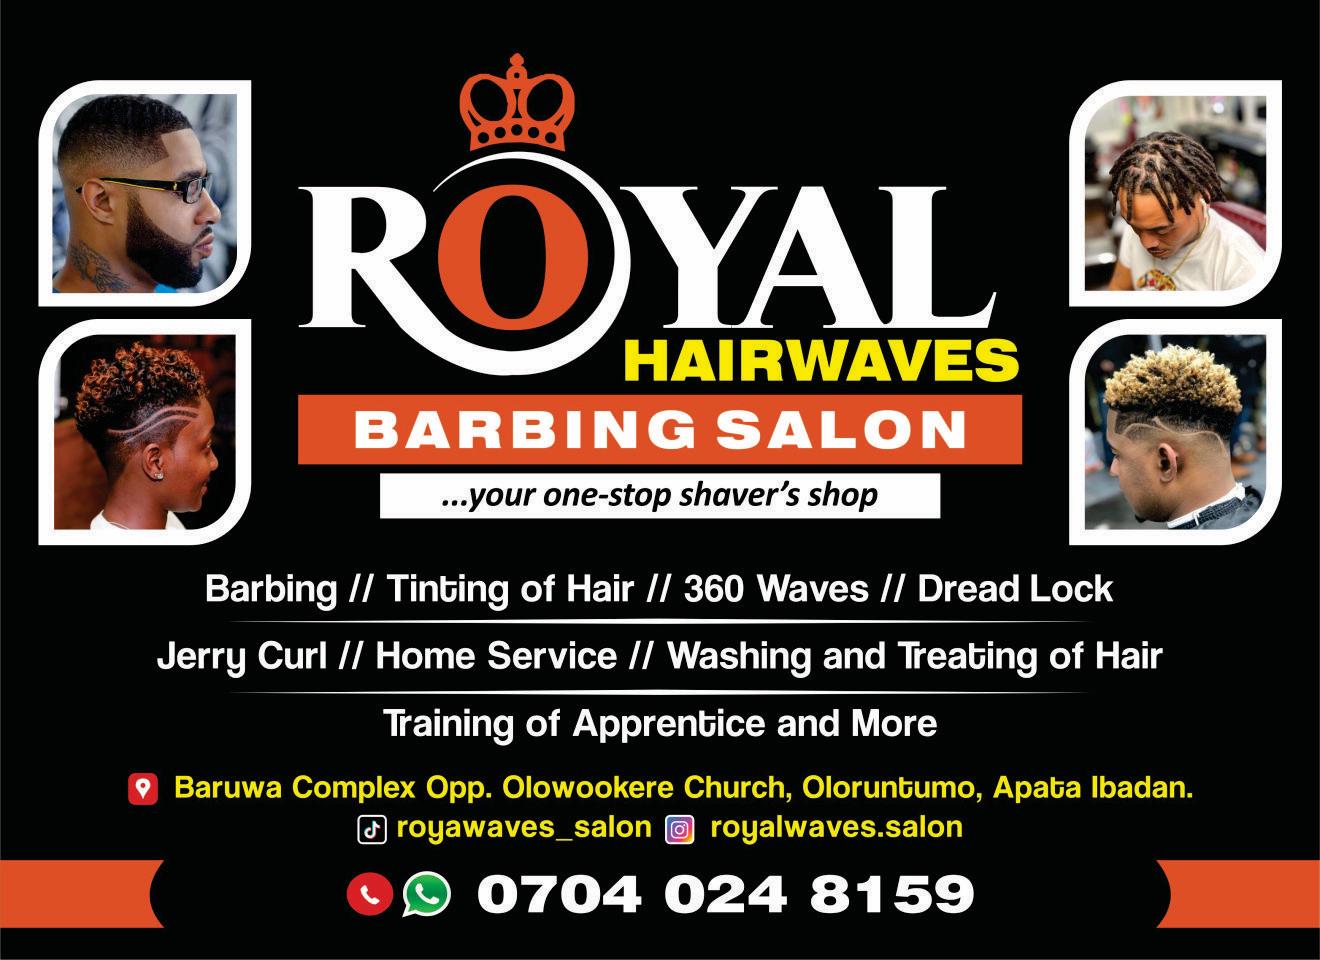 ROYAL
HAIRWAVES
BARBING SALON
...your one-stop shaver's shop
Barbing // Tinting of Hair // 360 Waves // Dread Lock
Jerry Curl // Home Service // Washing and Treating of Hair
Training of Apprentice and More
Baruwa Complex Opp. Olowookere Church, Oloruntumo, Apata Ibadan.
royawaves_salon royalwaves.salon
0704 024 8159